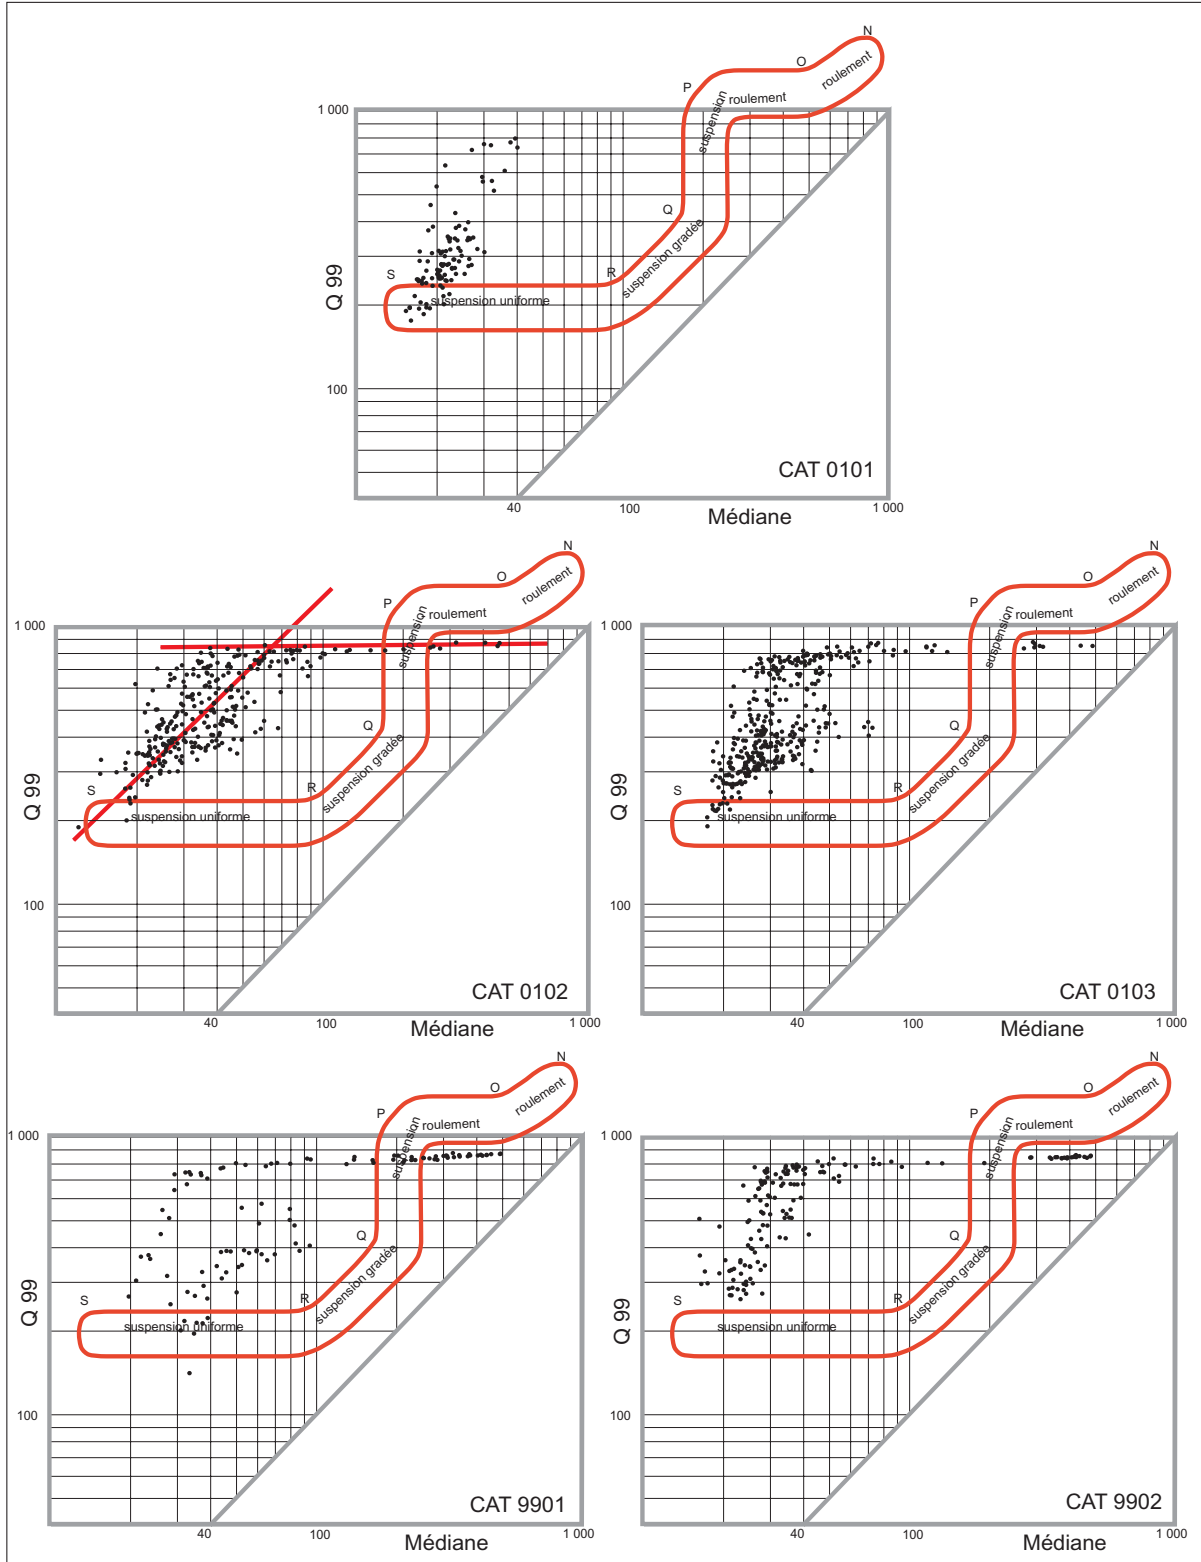 N
O
roulement
P
roulement
suspension
1 000
Q
suspension gradée
R
S
suspension uniforme
Q 99
100
CAT 0101
40
100
Médiane
1 000
N
O
roulement
P
roulement
suspension
1 000
Q
suspension gradée
R
S
suspension uniforme
Q 99
100
CAT 0102
40
100
Médiane
1 000
N
O
roulement
P
roulement
suspension
1 000
Q
suspension gradée
R
S
suspension uniforme
Q 99
100
CAT 0103
40
100
Médiane
1 000
N
O
roulement
P
roulement
suspension
1 000
Q
suspension gradée
R
S
suspension uniforme
Q 99
100
CAT 9901
40
100
Médiane
1 000
N
O
roulement
P
roulement
suspension
1 000
Q
suspension gradée
R
S
suspension uniforme
Q 99
100
CAT 9902
40
100
Médiane
1 000